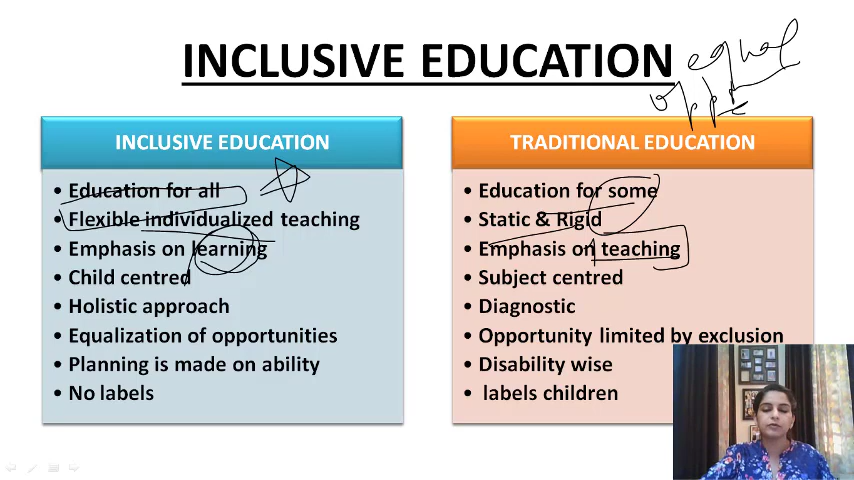 INCLUSIVE EDUCATION
equal
opp
INCLUSIVE EDUCATION
• Education for all
• Flexible individualized teaching
• Emphasis on learning
• Child centred
• Holistic approach
• Equalization of opportunities
• Planning is made on ability
• No labels
TRADITIONAL EDUCATION
• Education for some
• Static & Rigid
• Emphasis on teaching
• Subject centred
• Diagnostic
• Opportunity limited by exclusion
• Disability wise
• labels children